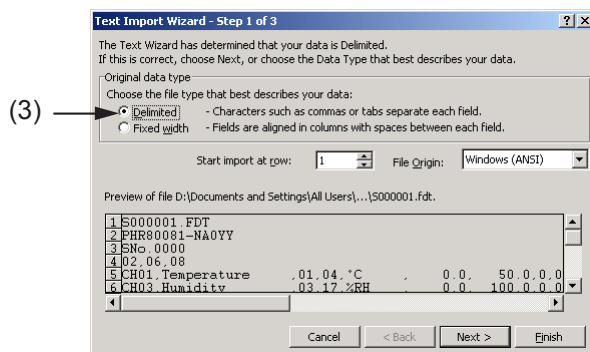 Text Import Wizard - Step 1 of 3
The Text Wizard has determined that your data is Delimited.
If this is correct, choose Next, or choose the Data Type that best describes your data.
Original data type
Choose the file type that best describes your data:
(3)
Delimited - Characters such as commas or tabs separate each field.
Fixed width - Fields are aligned in columns with spaces between each field.
Start import at row: 1 File Origin: Windows (ANSI)
Preview of file D:\Documents and Settings\All Users\...\S000001.fdt.
1 S000001.FDT
2 PHR80081-NA0YY
3 SNo.0000
4 02,06,08
5 CH01,Temperature ,01,04,°C , 0.0, 50.0,0,0
6 CH03,Humidity ,03,17,%RH , 0.0, 100.0,0,0
Cancel < Back Next > Finish